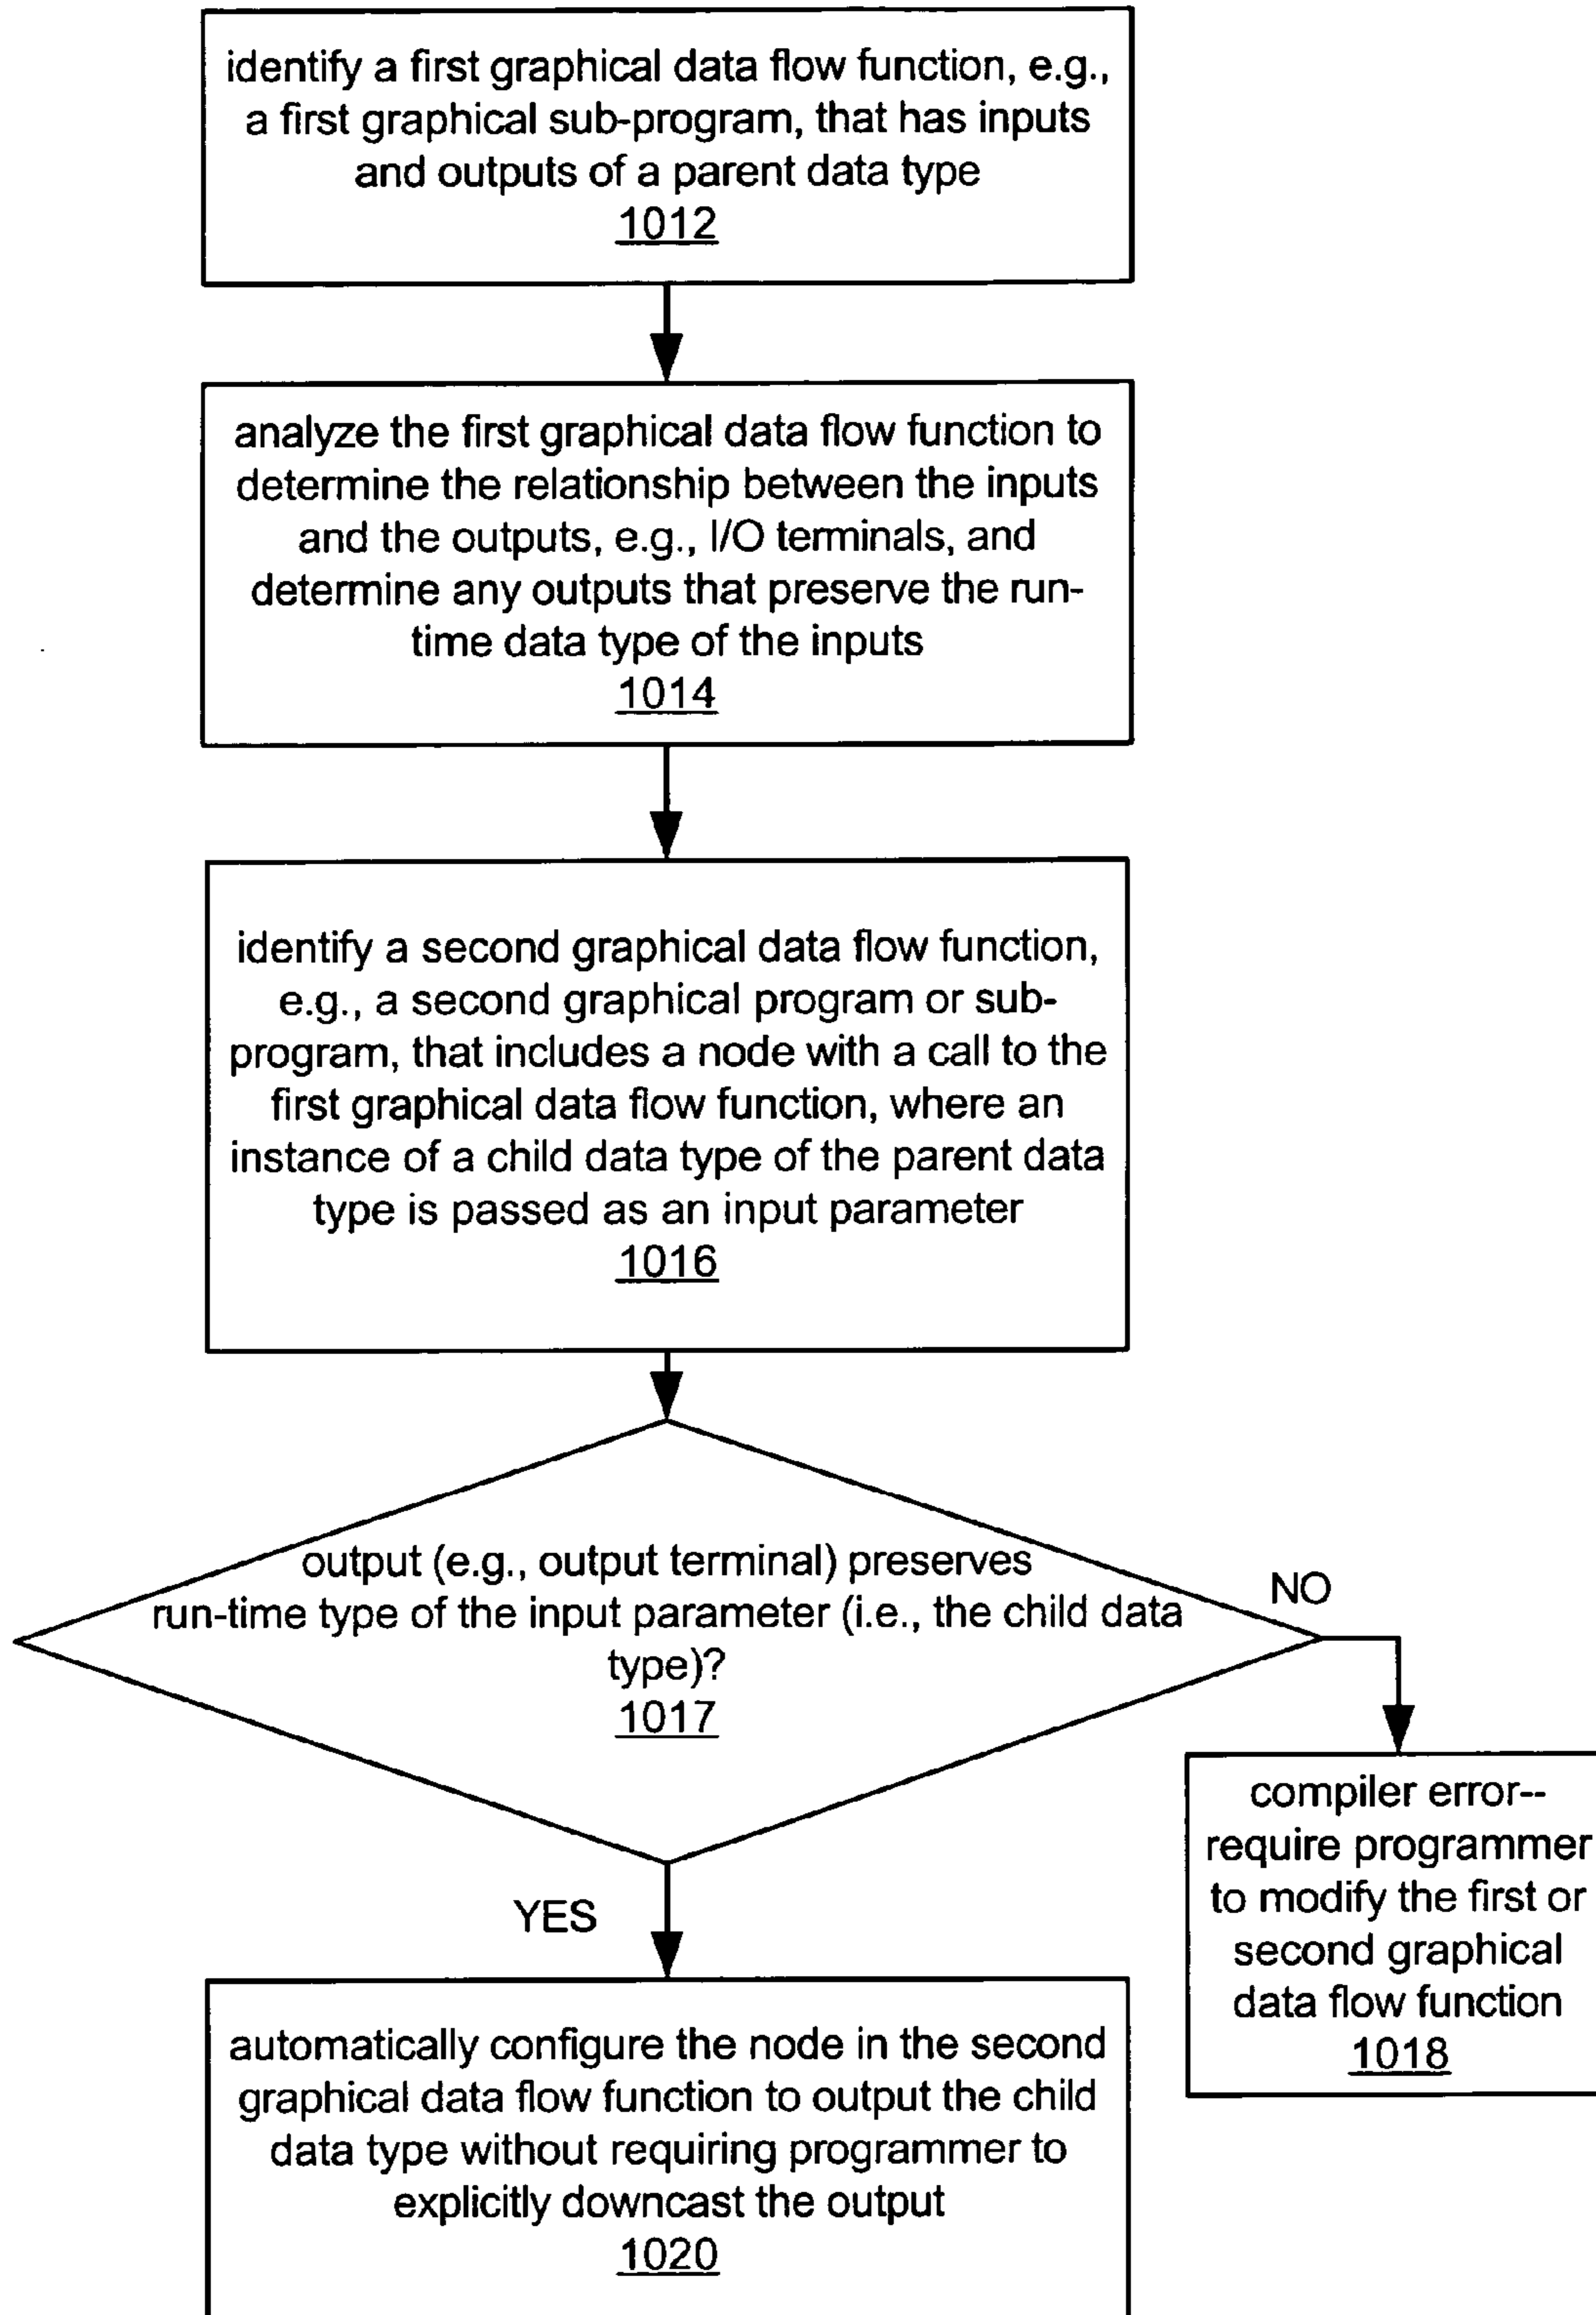 identify a first graphical data flow function, e.g.,
a first graphical sub-program, that has inputs
and outputs of a parent data type
1012
analyze the first graphical data flow function to
determine the relationship between the inputs
and the outputs, e.g., I/O terminals, and
determine any outputs that preserve the run-
time data type of the inputs
1014
identify a second graphical data flow function,
e.g., a second graphical program or sub-
program, that includes a node with a call to the
first graphical data flow function, where an
instance of a child data type of the parent data
type is passed as an input parameter
1016
output (e.g., output terminal) preserves
run-time type of the input parameter (i.e., the child data
type)?
1017
NO
compiler error--
require programmer
to modify the first or
second graphical
data flow function
1018
YES
automatically configure the node in the second
graphical data flow function to output the child
data type without requiring programmer to
explicitly downcast the output
1020